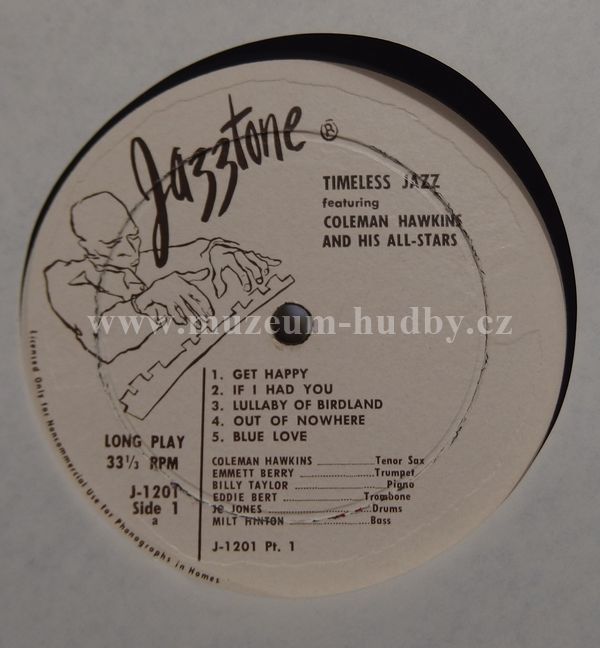 Jazztone ®
TIMELESS JAZZ
featuring
COLEMAN HAWKINS
AND HIS ALL-STARS
www.muzeum-hudby.cz
1. GET HAPPY
2. IF I HAD YOU
3. LULLABY OF BIRDLAND
4. OUT OF NOWHERE
5. BLUE LOVE
LONG PLAY
33 1/3 RPM
J-1201
Side 1
a
COLEMAN HAWKINS ............ Tenor Sax
EMMETT BERRY ............ Trumpet
BILLY TAYLOR ............ Piano
EDDIE BERT ............ Trombone
JO JONES ............ Drums
MILT HINTON ............ Bass
J-1201 Pt. 1
Licensed Only for Noncommercial Use for Phonographs in Homes